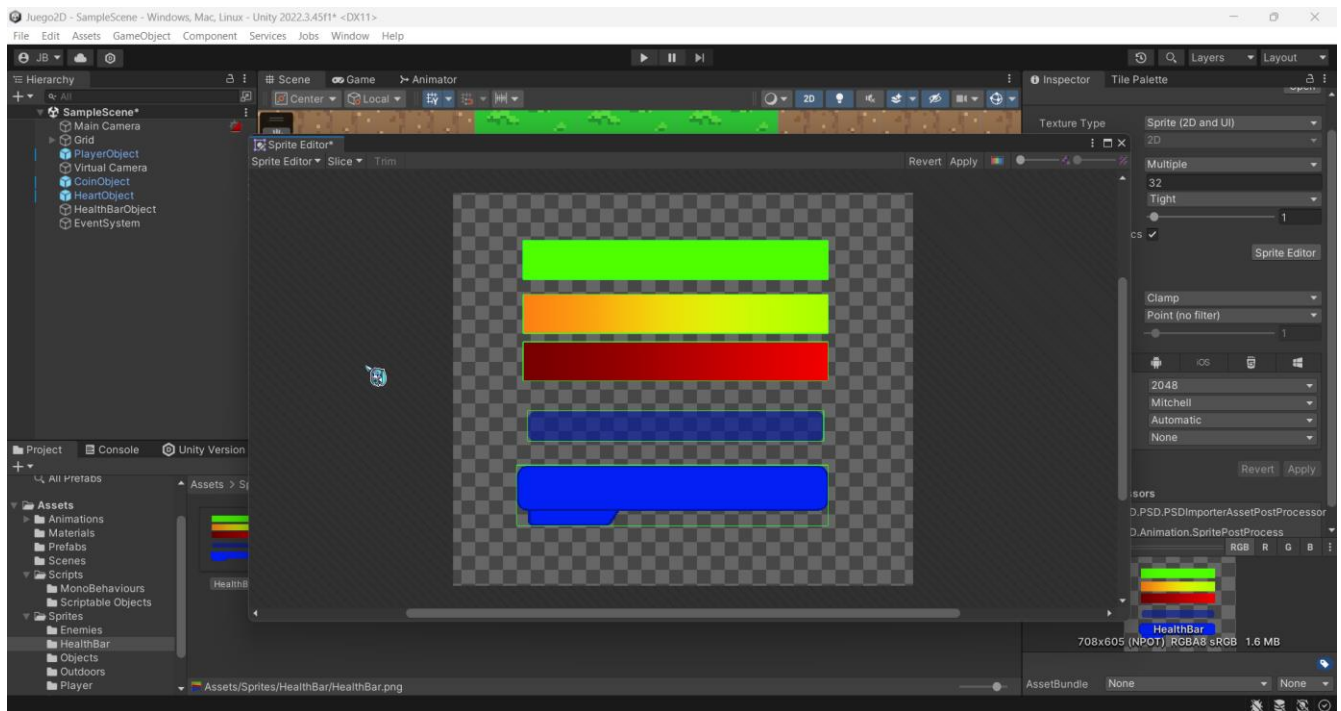 Juego2D - SampleScene - Windows, Mac, Linux - Unity 2022.3.45f1* <DX11>
File Edit Assets GameObject Component Services Jobs Window Help
JB
Layers Layout
Hierarchy
Scene Game Animator
Inspector Tile Palette
All
Center Local 2D
Open
SampleScene*
Main Camera
Grid
PlayerObject
Virtual Camera
CoinObject
HeartObject
HealthBarObject
EventSystem
Sprite Editor*
Sprite Editor Slice Trim Revert Apply
Texture Type Sprite (2D and UI)
2D
Multiple
32
Tight
1
cs
Sprite Editor
Clamp
Point (no filter)
1
iOS
2048
Mitchell
Automatic
None
Revert Apply
sors
D.PSD.PSDImporterAssetPostProcessor
D.Animation.SpritePostProcess
RGB R G B
HealthBar
708x605 (NPOT) RGBA8 sRGB 1.6 MB
AssetBundle None None
Project Console Unity Version
All Prefabs
Assets > Sp
Assets
Animations
Materials
Prefabs
Scenes
Scripts
MonoBehaviours
Scriptable Objects
Sprites
Enemies
HealthBar
Objects
Outdoors
Player
HealthB
Assets/Sprites/HealthBar/HealthBar.png